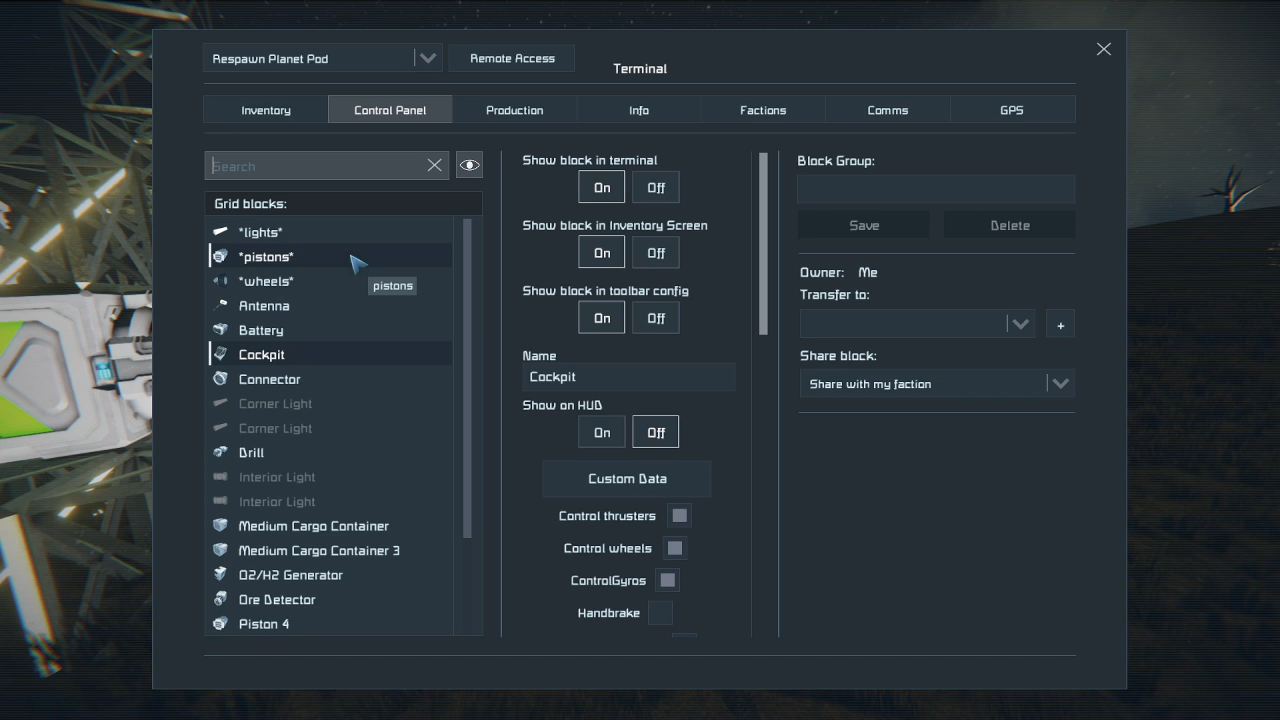 Respawn Planet Pod
Remote Access
Terminal
Inventory
Control Panel
Production
Info
Factions
Comms
GPS
Search
Grid blocks:
*lights*
*pistons*
*wheels*
pistons
Antenna
Battery
Cockpit
Connector
Corner Light
Corner Light
Drill
Interior Light
Interior Light
Medium Cargo Container
Medium Cargo Container 3
O2/H2 Generator
Ore Detector
Piston 4
Show block in terminal
On Off
Show block in Inventory Screen
On Off
Show block in toolbar config
On Off
Name
Cockpit
Show on HUD
On Off
Custom Data
Control thrusters
Control wheels
ControlGyros
Handbrake
Block Group:
Save
Delete
Owner: Me
Transfer to:
+
Share block:
Share with my faction